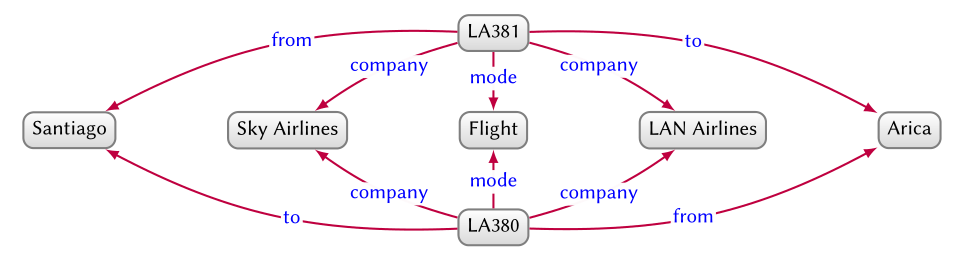 LA381
from
to
company
company
mode
Santiago
Sky Airlines
Flight
LAN Airlines
Arica
mode
company
company
to
from
LA380